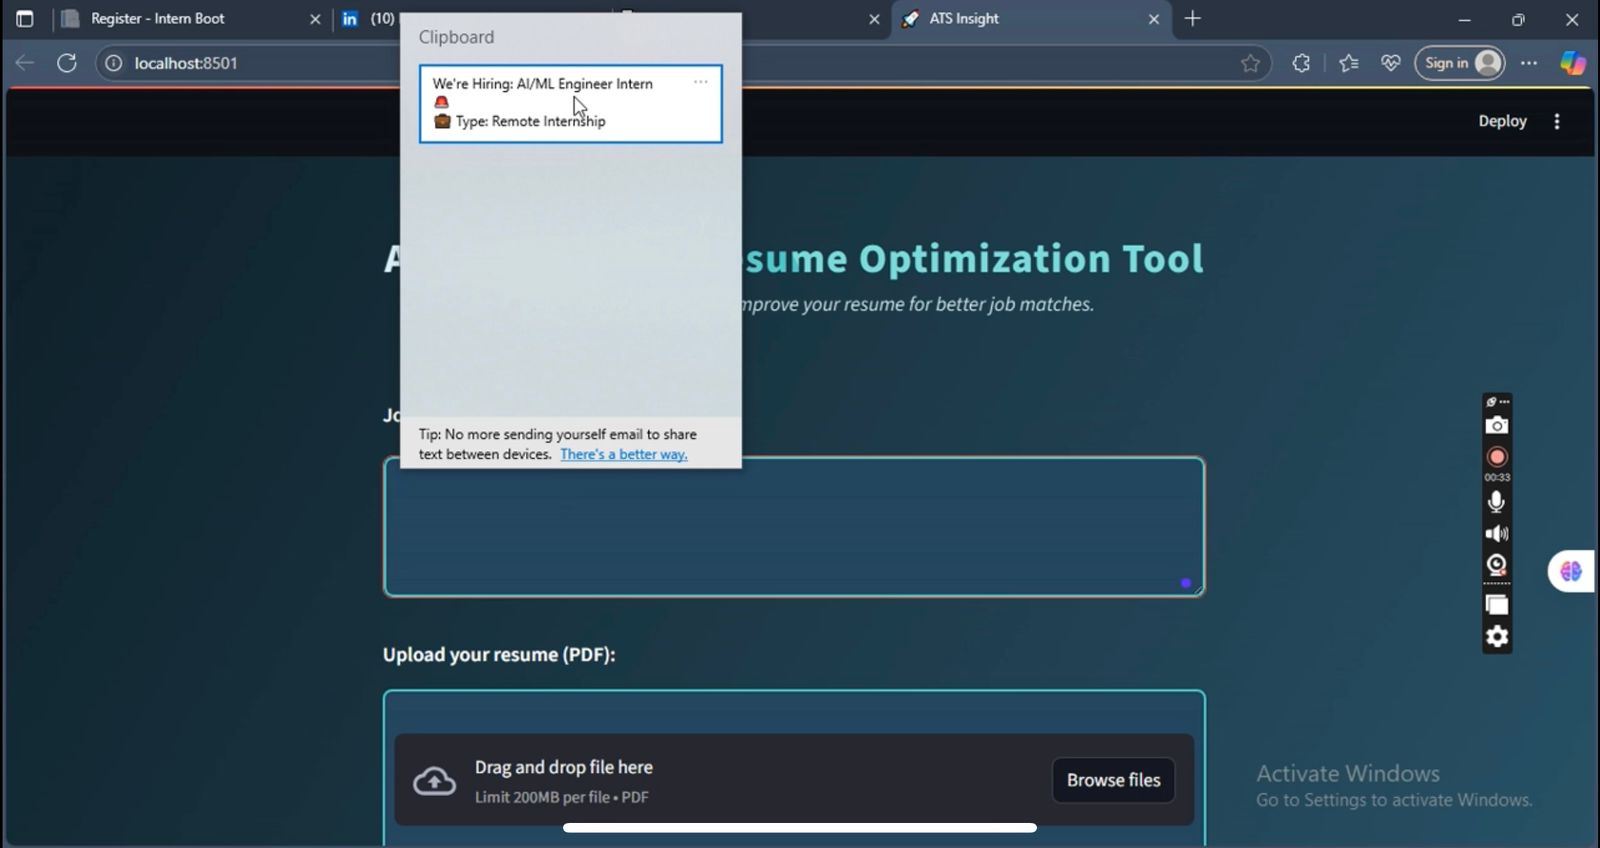 Register - Intern Boot
in (10)
ATS Insight
localhost:8501
Sign in
Clipboard
We're Hiring: AI/ML Engineer Intern
Type: Remote Internship
Tip: No more sending yourself email to share
text between devices. There's a better way.
Deploy
A sume Optimization Tool
mprove your resume for better job matches.
Jo
00:33
Upload your resume (PDF):
Drag and drop file here
Limit 200MB per file • PDF
Browse files
Activate Windows
Go to Settings to activate Windows.